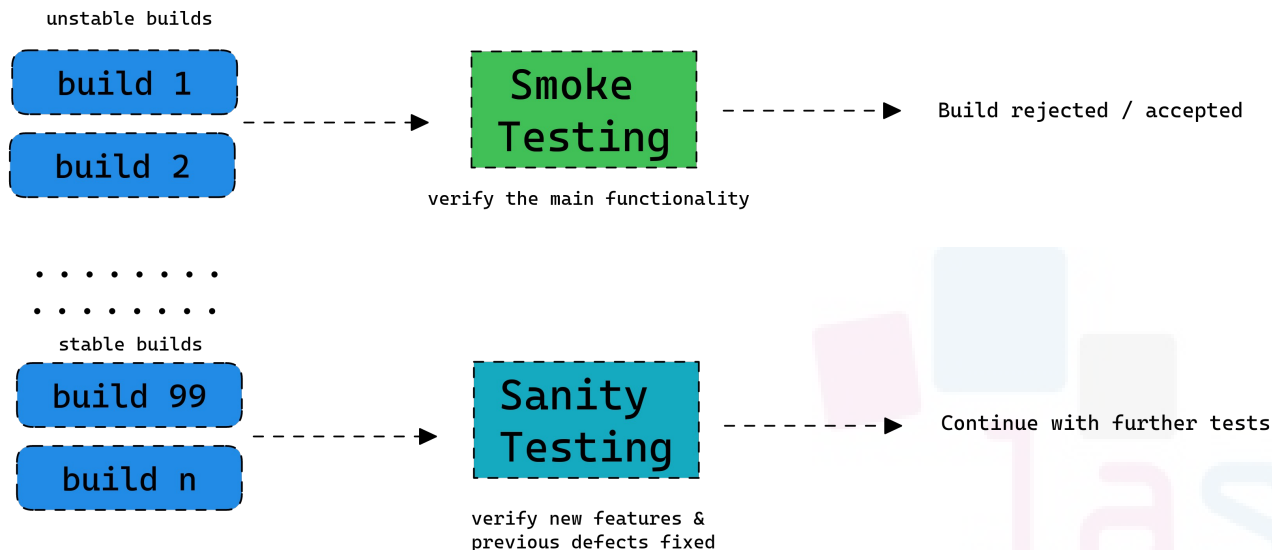 unstable builds
build 1
build 2
Smoke
Testing
verify the main functionality
Build rejected / accepted
stable builds
build 99
build n
Sanity
Testing
verify new features &
previous defects fixed
Continue with further tests